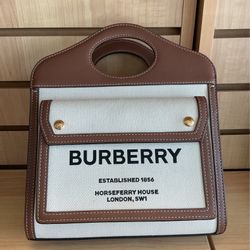 BURBERRY
ESTABLISHED 1856
HORSEFERRY HOUSE
LONDON, SW1